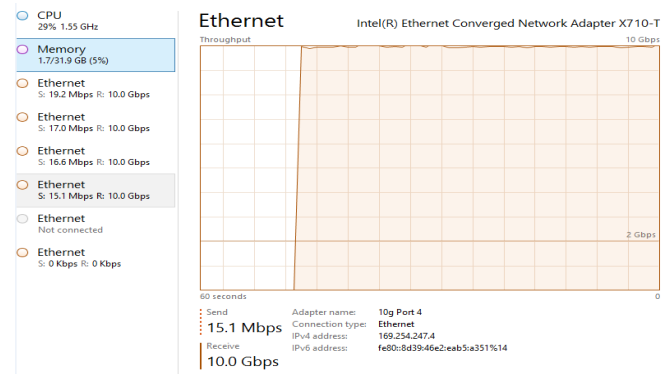 CPU
29% 1.55 GHz
Memory
1.7/31.9 GB (5%)
Ethernet
S: 19.2 Mbps R: 10.0 Gbps
Ethernet
S: 17.0 Mbps R: 10.0 Gbps
Ethernet
S: 16.6 Mbps R: 10.0 Gbps
Ethernet
S: 15.1 Mbps R: 10.0 Gbps
Ethernet
Not connected
Ethernet
S: 0 Kbps R: 0 Kbps
Ethernet Intel(R) Ethernet Converged Network Adapter X710-T
Throughput 10 Gbps
2 Gbps
60 seconds 0
Send
15.1 Mbps
Receive
10.0 Gbps
Adapter name: 10g Port 4
Connection type: Ethernet
IPv4 address: 169.254.247.4
IPv6 address: fe80::8d39:46e2:eab5:a351%14